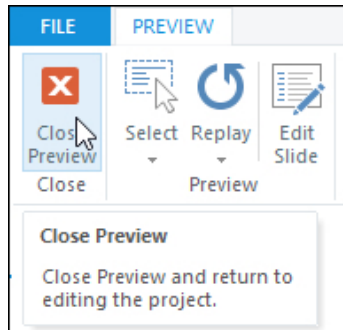 FILE PREVIEW
Close Select Replay Edit
Preview Slide
Close Preview
Close Preview
Close Preview and return to
editing the project.